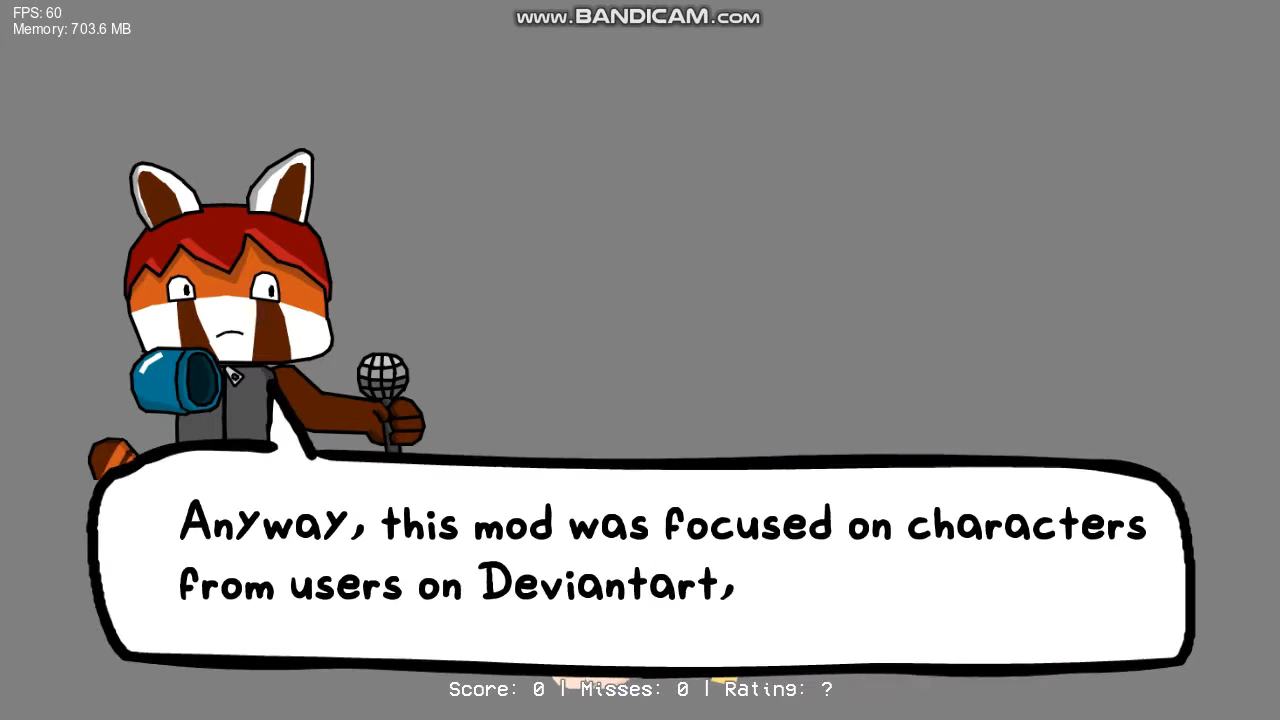 FPS: 60
Memory: 703.6 MB
www.BANDICAM.com
Anyway, this mod was focused on characters
from users on Deviantart,
Score: 0 | Misses: 0 | Rating: ?